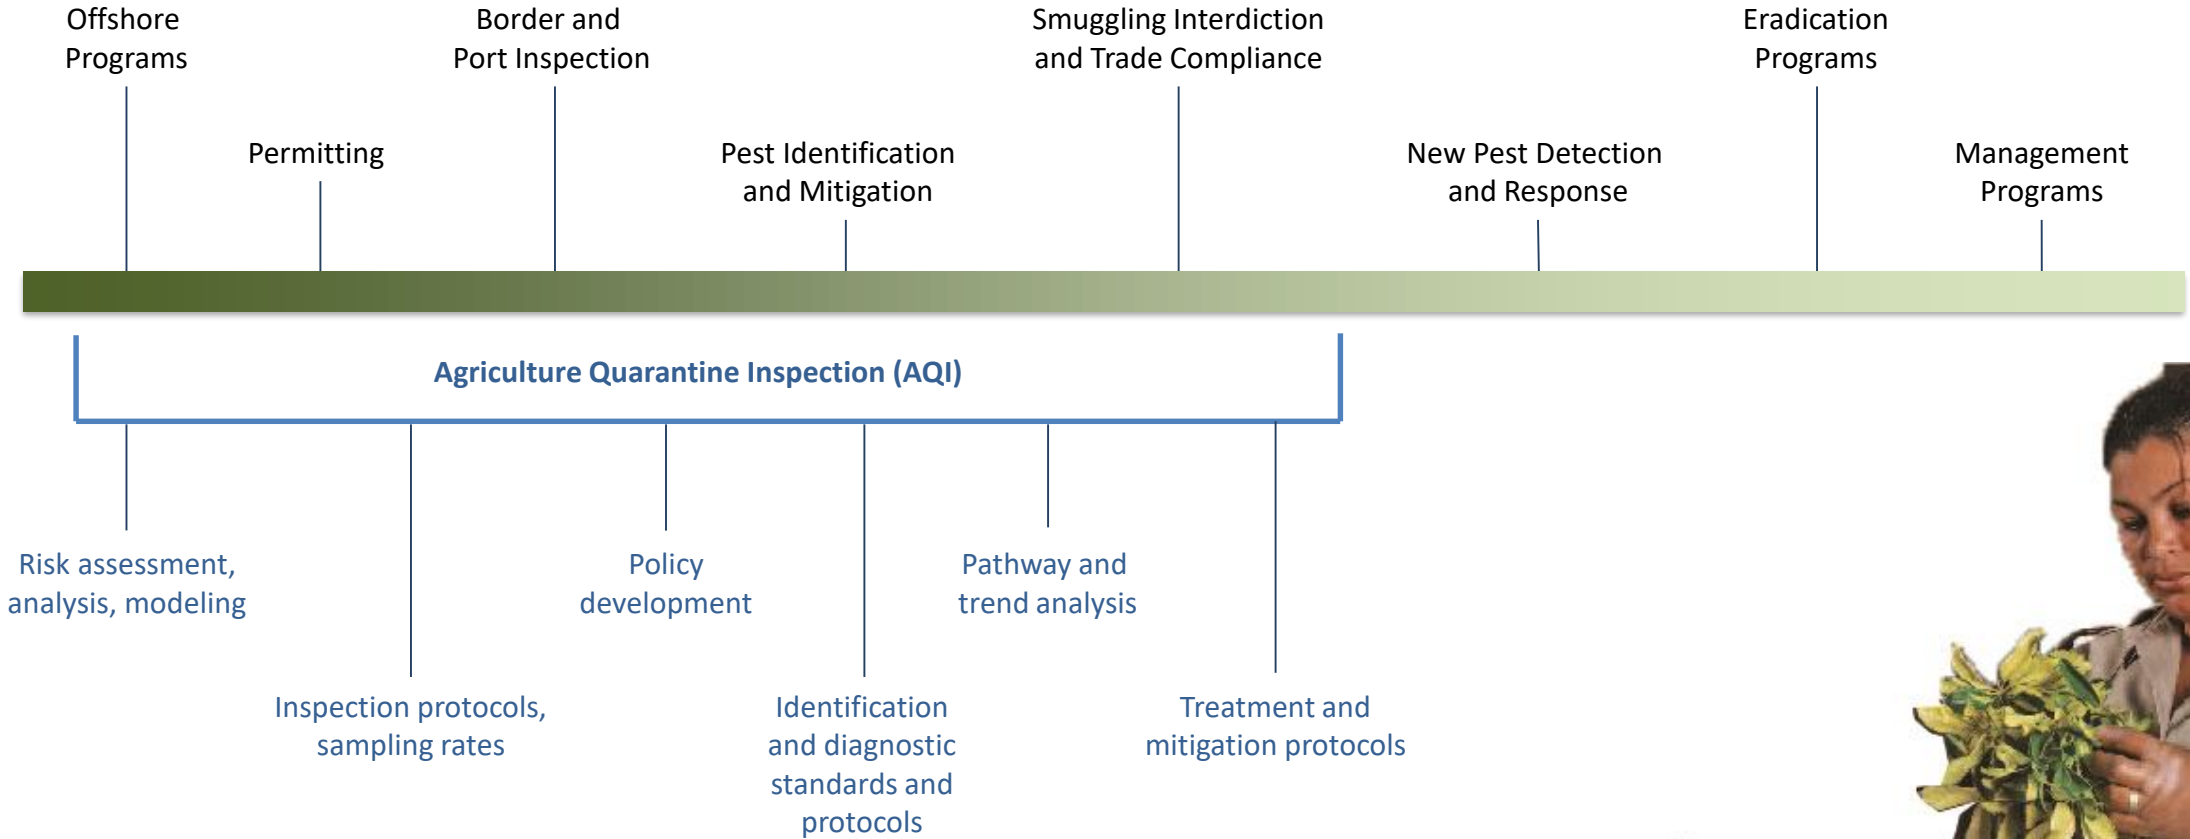 Offshore
Programs
Border and
Port Inspection
Smuggling Interdiction
and Trade Compliance
Eradication
Programs
Permitting
Pest Identification
and Mitigation
New Pest Detection
and Response
Management
Programs
Agriculture Quarantine Inspection (AQI)
Risk assessment,
analysis, modeling
Policy
development
Pathway and
trend analysis
Inspection protocols,
sampling rates
Identification
and diagnostic
standards and
protocols
Treatment and
mitigation protocols